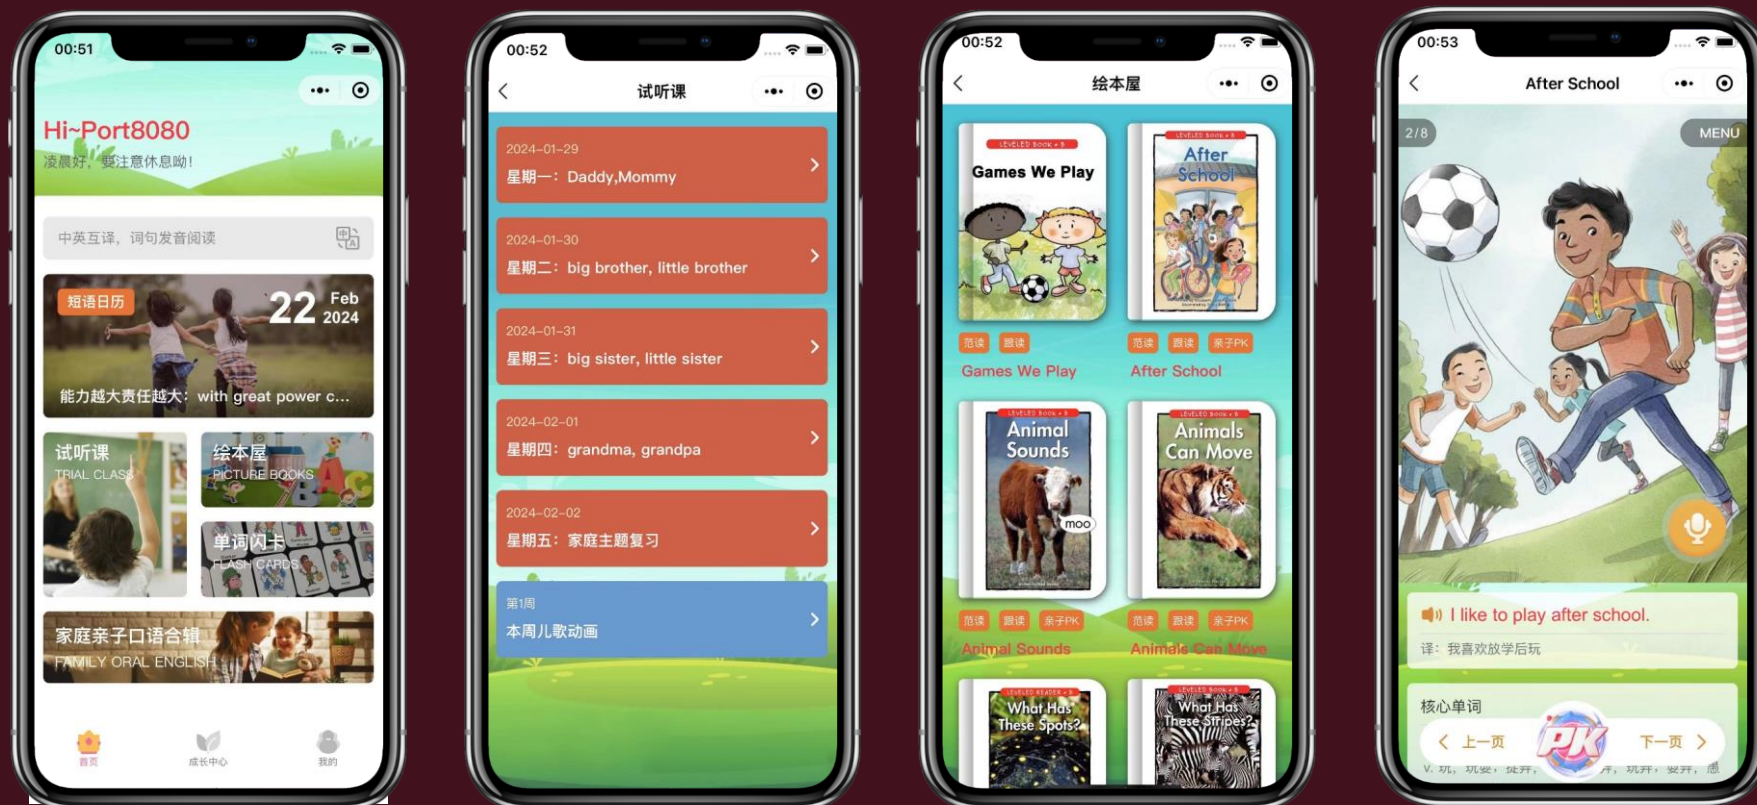 00:51
Hi~Port8080
凌晨好，要注意休息呦！
中英互译，词句发音阅读
短语日历
22 Feb
2024
能力越大责任越大：with great power c...
试听课
TRIAL CLASS
绘本屋
PICTURE BOOKS
单词闪卡
FLASH CARDS
家庭亲子口语合辑
FAMILY ORAL ENGLISH
首页
成长中心
我的
00:52
试听课
2024-01-29
星期一：Daddy,Mommy
2024-01-30
星期二：big brother, little brother
2024-01-31
星期三：big sister, little sister
2024-02-01
星期四：grandma, grandpa
2024-02-02
星期五：家庭主题复习
第1周
本周儿歌动画
00:52
绘本屋
LEVELED BOOK • B
Games We Play
范读 跟读
Games We Play
LEVELED BOOK • B
After
School
范读 跟读 亲子PK
After School
LEVELED BOOK • B
Animal
Sounds
moo
范读 跟读 亲子PK
Animal Sounds
LEVELED BOOK • B
Animals
Can Move
范读 跟读 亲子PK
Animals Can Move
LEVELED READER • B
What Has
These Spots?
LEVELED BOOK • B
What Has
These Stripes?
00:53
After School
2/8
MENU
I like to play after school.
译：我喜欢放学后玩
核心单词
上一页
PK
下一页